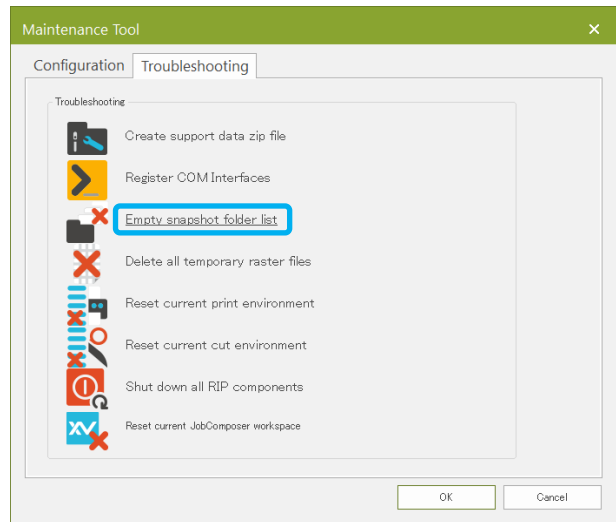 Maintenance Tool
Configuration
Troubleshooting
Troubleshooting
Create support data zip file
Register COM Interfaces
Empty snapshot folder list
Delete all temporary raster files
Reset current print environment
Reset current cut environment
Shut down all RIP components
Reset current JobComposer workspace
OK
Cancel